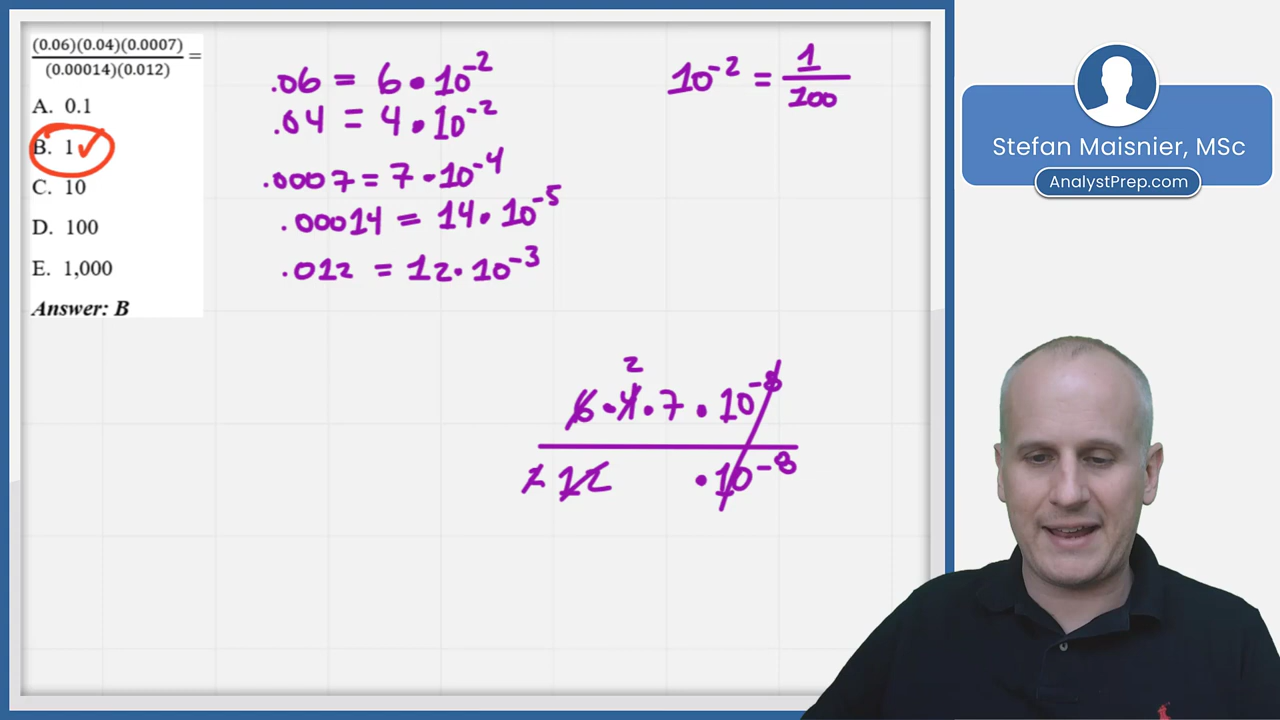 (0.06)(0.04)(0.0007)
(0.00014)(0.012) =
A. 0.1
B. 1 ✓
C. 10
D. 100
E. 1,000
Answer: B
.06 = 6 • 10⁻²
.04 = 4 • 10⁻²
.0007 = 7 • 10⁻⁴
.00014 = 14 • 10⁻⁵
.012 = 12 • 10⁻³
10⁻² = 1
100
2
6 • 4 • 7 • 10⁻⁸
2 12 • 10⁻⁸
Stefan Maisnier, MSc
AnalystPrep.com